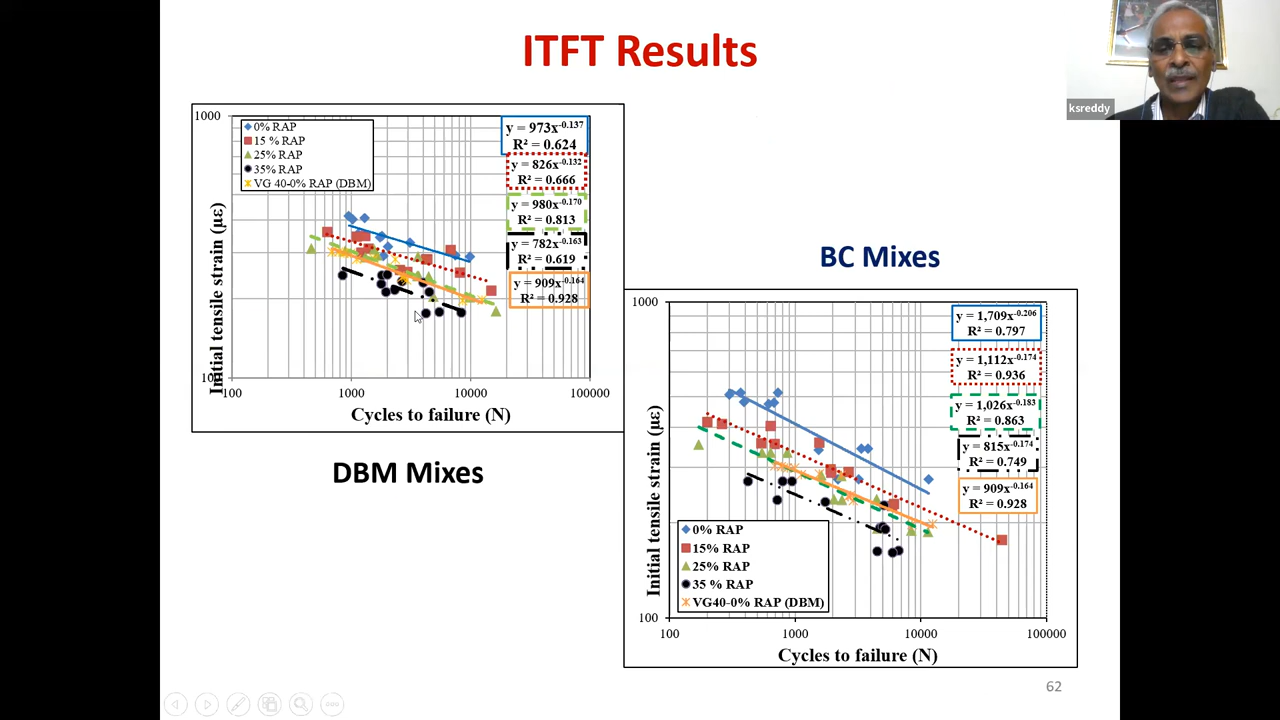 ITFT Results
ksreddy
1000
0% RAP
15 % RAP
25% RAP
35% RAP
VG 40-0% RAP (DBM)
y = 973x-0.137
R² = 0.624
y = 826x-0.132
R² = 0.666
y = 980x-0.170
R² = 0.813
y = 782x-0.163
R² = 0.619
y = 909x-0.164
R² = 0.928
Initial tensile strain (με)
100
100
1000
10000
100000
Cycles to failure (N)
DBM Mixes
BC Mixes
1000
y = 1,709x-0.206
R² = 0.797
y = 1,112x-0.174
R² = 0.936
y = 1,026x-0.183
R² = 0.863
y = 815x-0.174
R² = 0.749
y = 909x-0.164
R² = 0.928
Initial tensile strain (με)
0% RAP
15% RAP
25% RAP
35 % RAP
VG40-0% RAP (DBM)
100
100
1000
10000
100000
Cycles to failure (N)
62